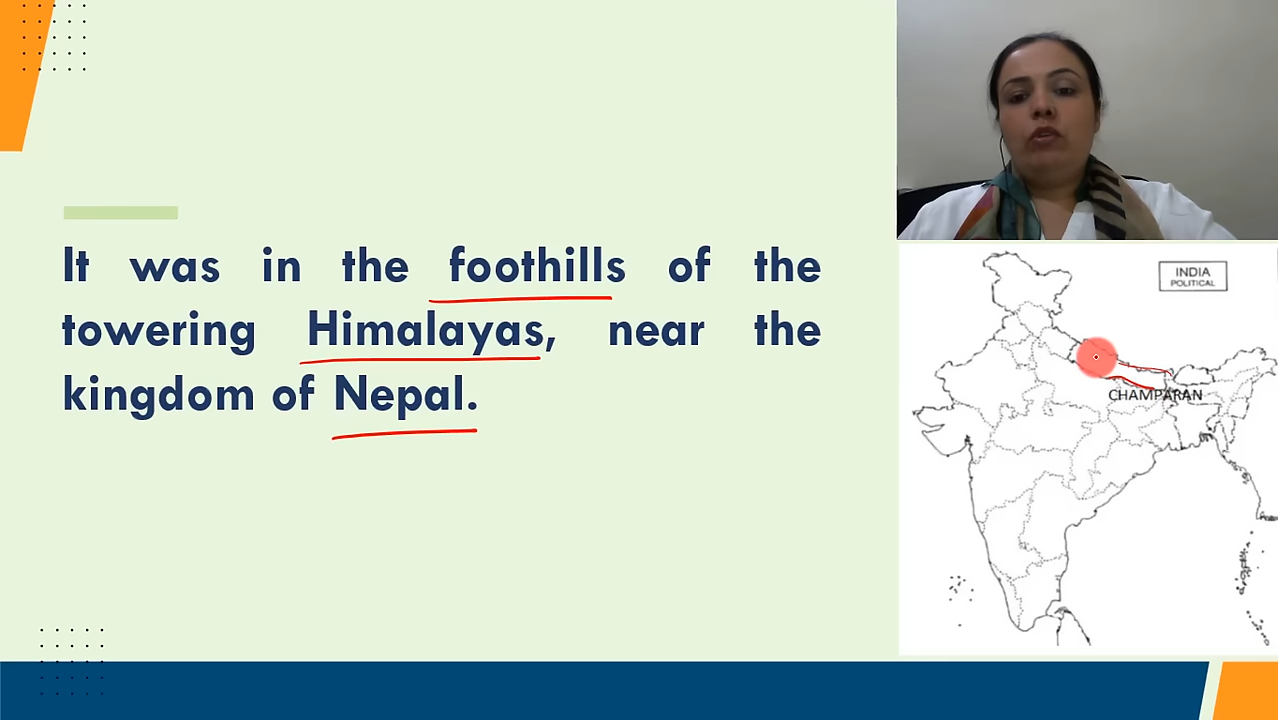 It was in the foothills of the
towering Himalayas, near the
kingdom of Nepal.
INDIA
POLITICAL
CHAMPARAN